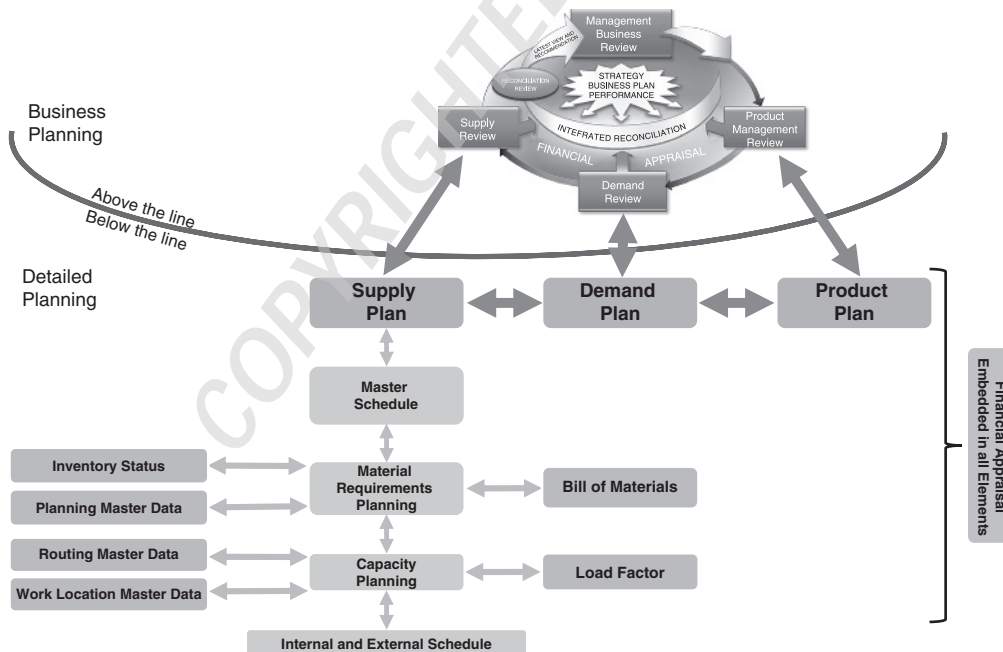 Management
Business
Review
LATEST VIEW AND
RECOMMENDATION
RECONCILIATION
REVIEW
STRATEGY
BUSINESS PLAN
PERFORMANCE
Supply
Review
INTEFRATED RECONCILIATION
Product
Management
Review
FINANCIAL APPRAISAL
Demand
Review
Business
Planning
Above the line
Below the line
Detailed
Planning
Supply
Plan
Demand
Plan
Product
Plan
Master
Schedule
Inventory Status
Planning Master Data
Material
Requirements
Planning
Bill of Materials
Routing Master Data
Work Location Master Data
Capacity
Planning
Load Factor
Internal and External Schedule
Financial Appraisal
Embedded in all Elements
COPYRIGHTED